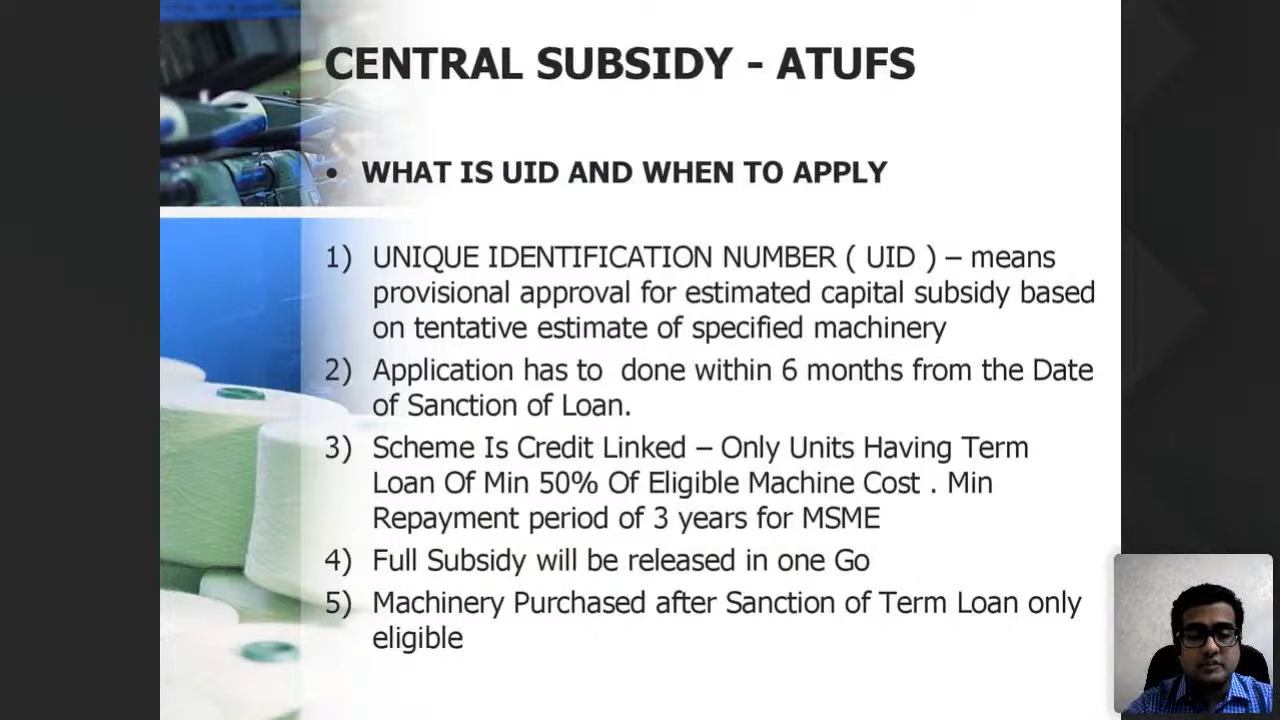 CENTRAL SUBSIDY - ATUFS
• WHAT IS UID AND WHEN TO APPLY
1) UNIQUE IDENTIFICATION NUMBER ( UID ) – means
provisional approval for estimated capital subsidy based
on tentative estimate of specified machinery
2) Application has to  done within 6 months from the Date
of Sanction of Loan.
3) Scheme Is Credit Linked – Only Units Having Term
Loan Of Min 50% Of Eligible Machine Cost . Min
Repayment period of 3 years for MSME
4) Full Subsidy will be released in one Go
5) Machinery Purchased after Sanction of Term Loan only
eligible